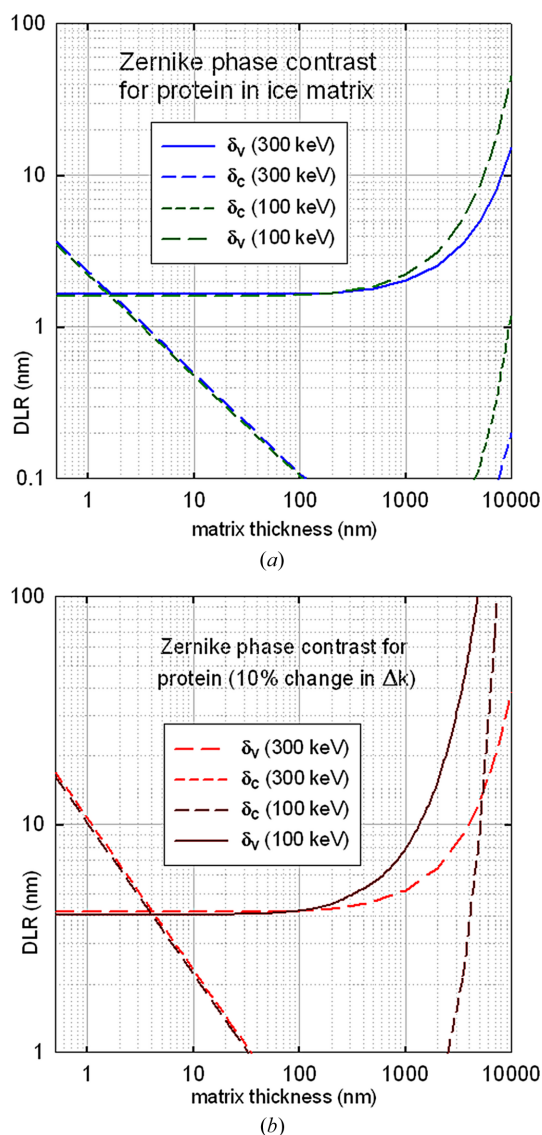 100
Zernike phase contrast
for protein in ice matrix
δV (300 keV)
δC (300 keV)
δC (100 keV)
δV (100 keV)
10
1
0.1
DLR (nm)
1 10 100 1000 10000
matrix thickness (nm)
(a)
100
Zernike phase contrast for
protein (10% change in Δk)
δV (300 keV)
δC (300 keV)
δC (100 keV)
δV (100 keV)
10
1
DLR (nm)
1 10 100 1000 10000
matrix thickness (nm)
(b)